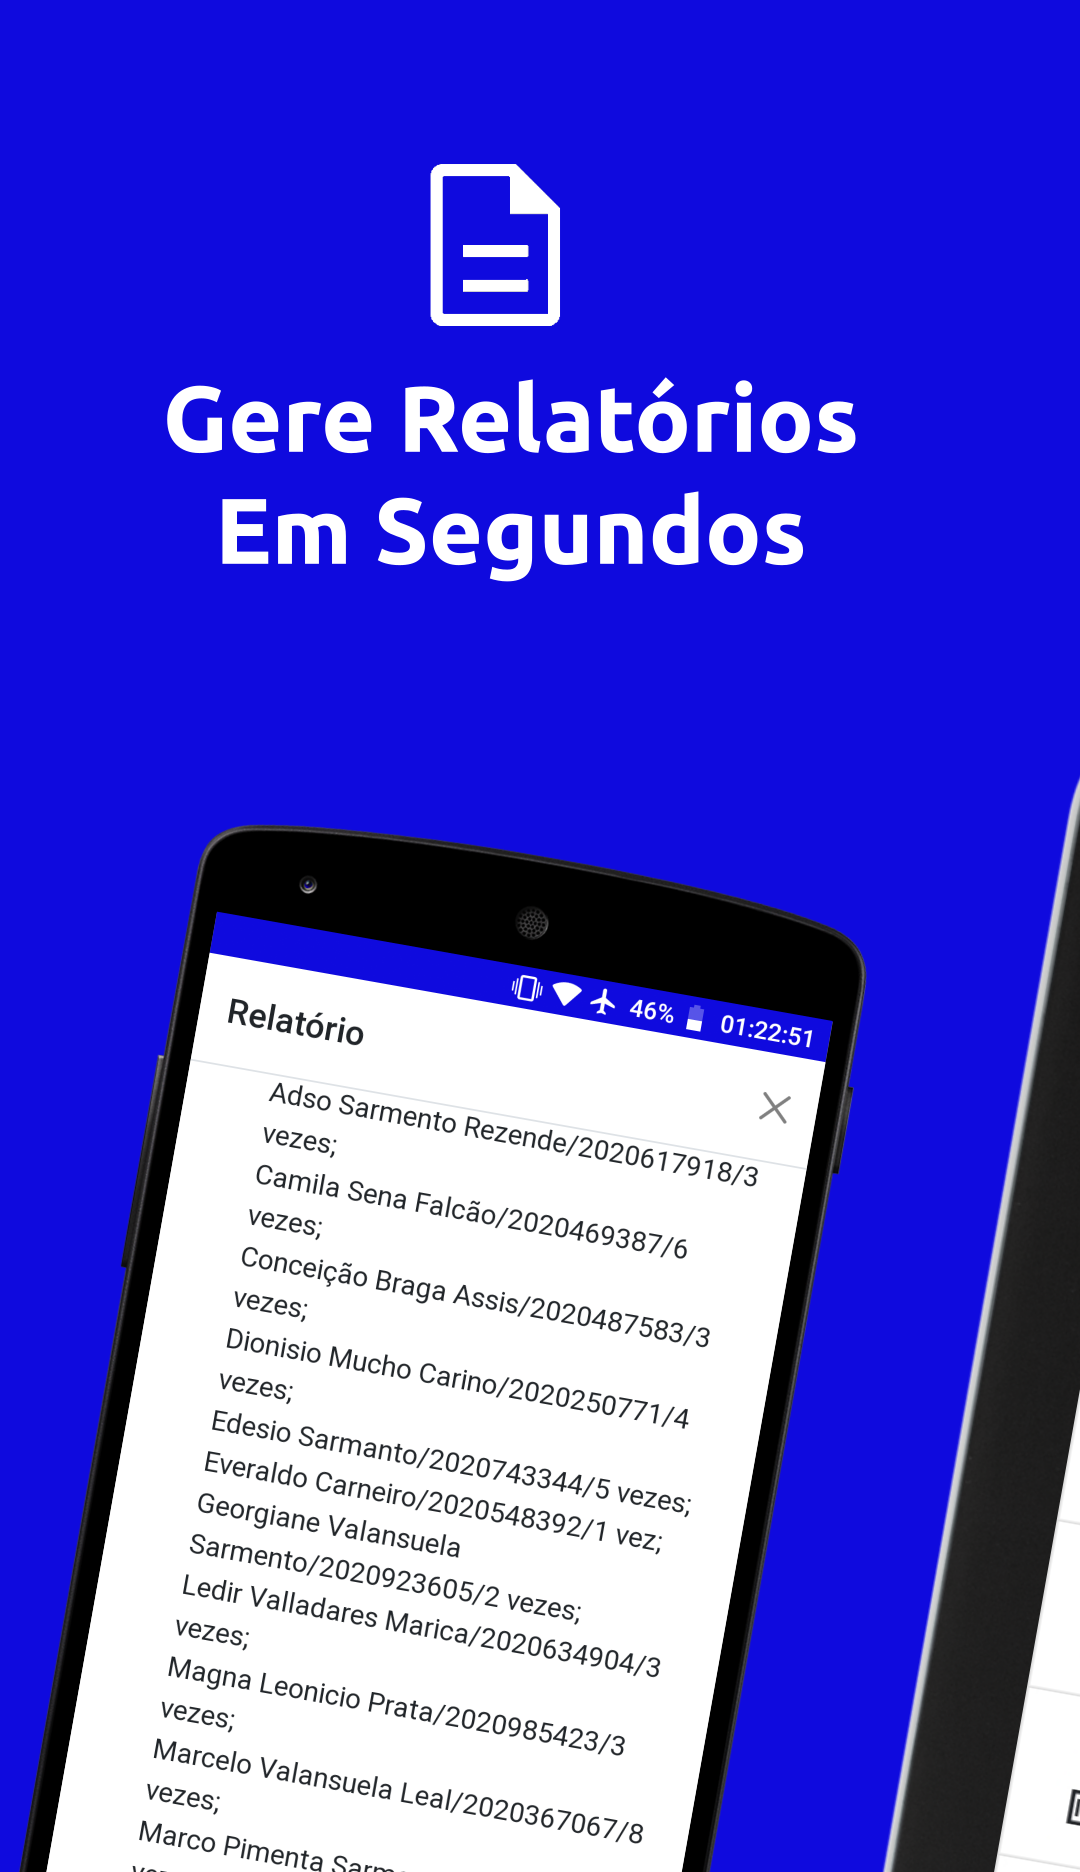 Gere Relatórios
Em Segundos
46% 01:22:51
Relatório
Adso Sarmento Rezende/2020617918/3
vezes;
Camila Sena Falcão/2020469387/6
vezes;
Conceição Braga Assis/2020487583/3
vezes;
Dionisio Mucho Carino/2020250771/4
vezes;
Edesio Sarmanto/2020743344/5 vezes;
Everaldo Carneiro/2020548392/1 vez;
Georgiane Valansuela
Sarmento/2020923605/2 vezes;
Ledir Valladares Marica/2020634904/3
vezes;
Magna Leonicio Prata/2020985423/3
vezes;
Marcelo Valansuela Leal/2020367067/8
vezes;
Marco Pimenta